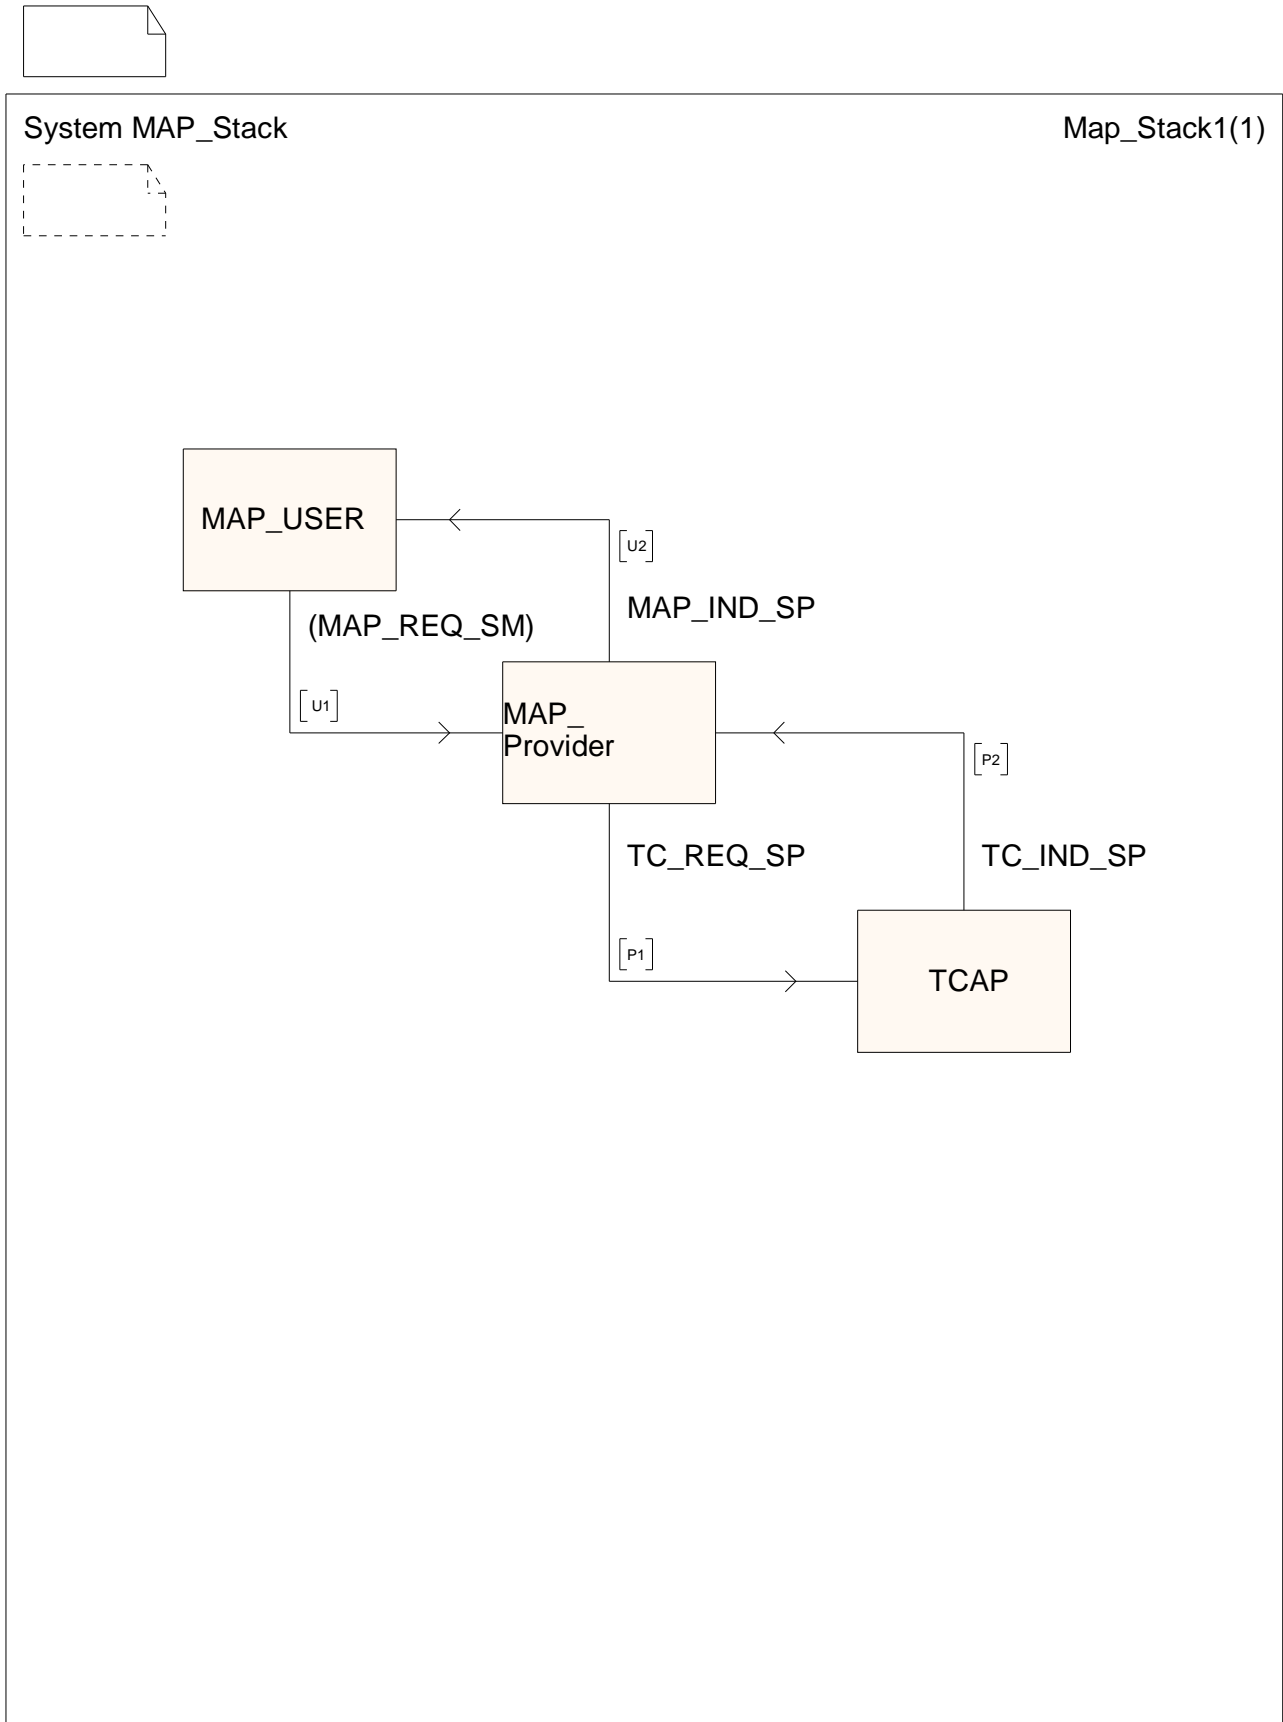 System MAP_Stack
Map_Stack1(1)
MAP_USER
[U2]
MAP_IND_SP
(MAP_REQ_SM)
[U1]
MAP_
Provider
[P2]
TC_REQ_SP
TC_IND_SP
[P1]
TCAP